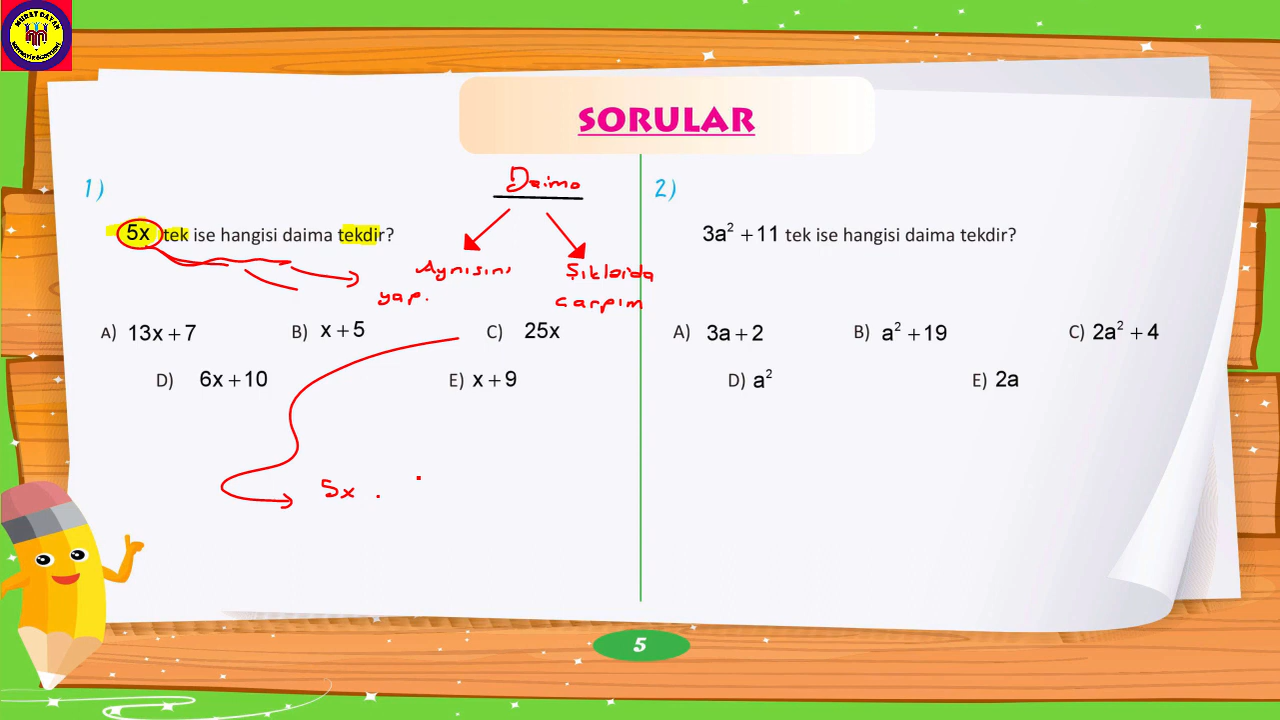 MURAT DAYAN
SORULAR
1)
5x tek ise hangisi daima tekdir?
Daima
Aynısını
yap.
Şıklarda
Çarpım
A) 13x + 7
B) x + 5
C) 25x
D) 6x + 10
E) x + 9
5x .
2)
3a² + 11 tek ise hangisi daima tekdir?
A) 3a + 2
B) a² + 19
C) 2a² + 4
D) a²
E) 2a
5